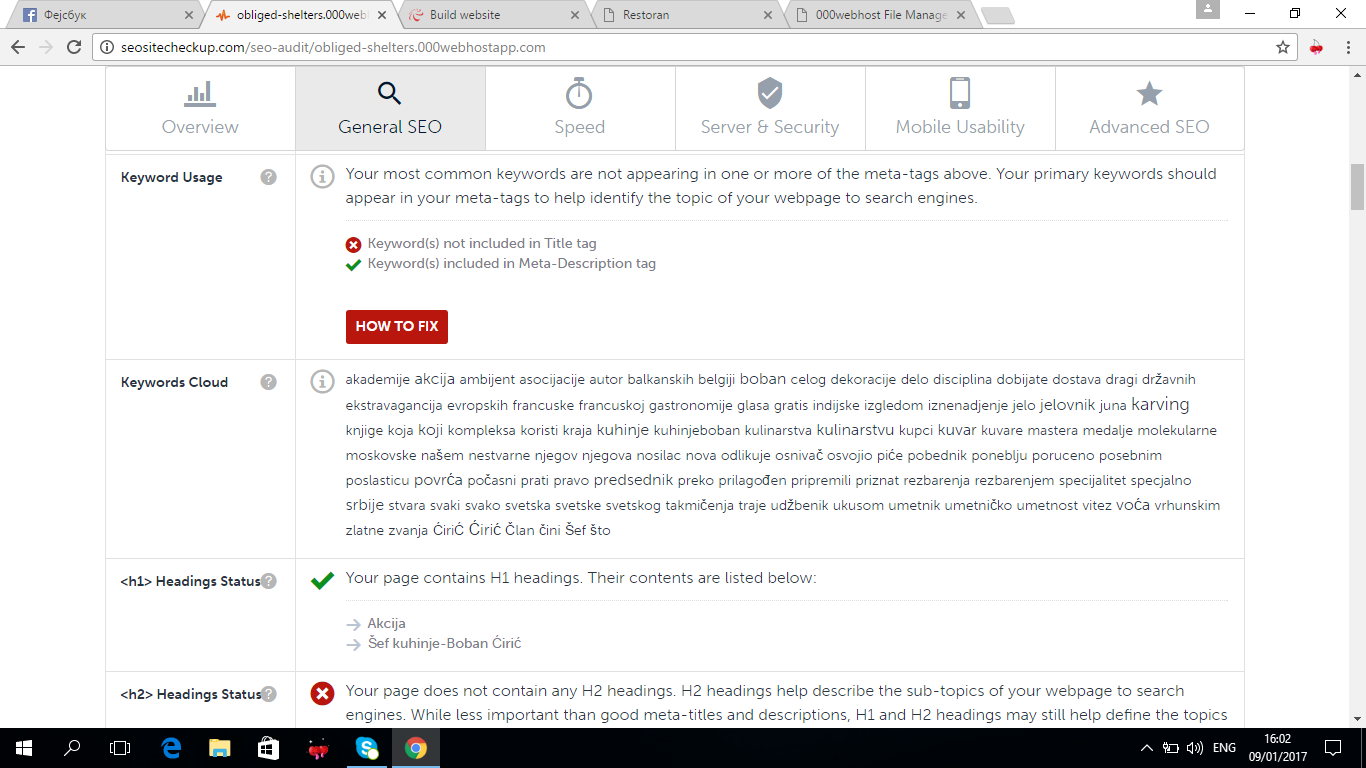 Фејсбук
obliged-shelters.000webl
Build website
Restoran
000webhost File Manage
seositecheckup.com/seo-audit/obliged-shelters.000webhostapp.com
Overview
General SEO
Speed
Server & Security
Mobile Usability
Advanced SEO
Keyword Usage ?
Your most common keywords are not appearing in one or more of the meta-tags above. Your primary keywords should
appear in your meta-tags to help identify the topic of your webpage to search engines.
Keyword(s) not included in Title tag
Keyword(s) included in Meta-Description tag
HOW TO FIX
Keywords Cloud ?
akademije akcija ambijent asocijacije autor balkanskih belgiji boban celog dekoracije delo disciplina dobijate dostava dragi državnih
ekstravagancija evropskih francuske francuskoj gastronomije glasa gratis indijske izgledom iznenadjenje jelo jelovnik juna karving
knjige koja koji kompleksa koristi kraja kuhinje kuhinjeboban kulinarstva kulinarstvu kupci kuvar kuvare mastera medalje molekularne
moskovske našem nestvarne njegov njegova nosilac nova odlikuje osnivač osvojio piće pobednik poneblju poruceno posebnim
poslasticu povrća počasni prati pravo predsednik preko prilagođen pripremili priznat rezbarenja rezbarenjem specijalitet specjalno
srbije stvara svaki svako svetska svetske svetskog takmičenja traje udžbenik ukusom umetnik umetničko umetnost vitez voća vrhunskim
zlatne zvanja ĆiriĆ Ćirić Član čini Šef što
<h1> Headings Status ?
Your page contains H1 headings. Their contents are listed below:
Akcija
Šef kuhinje-Boban Ćirić
<h2> Headings Status ?
Your page does not contain any H2 headings. H2 headings help describe the sub-topics of your webpage to search
engines. While less important than good meta-titles and descriptions, H1 and H2 headings may still help define the topics
ENG
16:02
09/01/2017